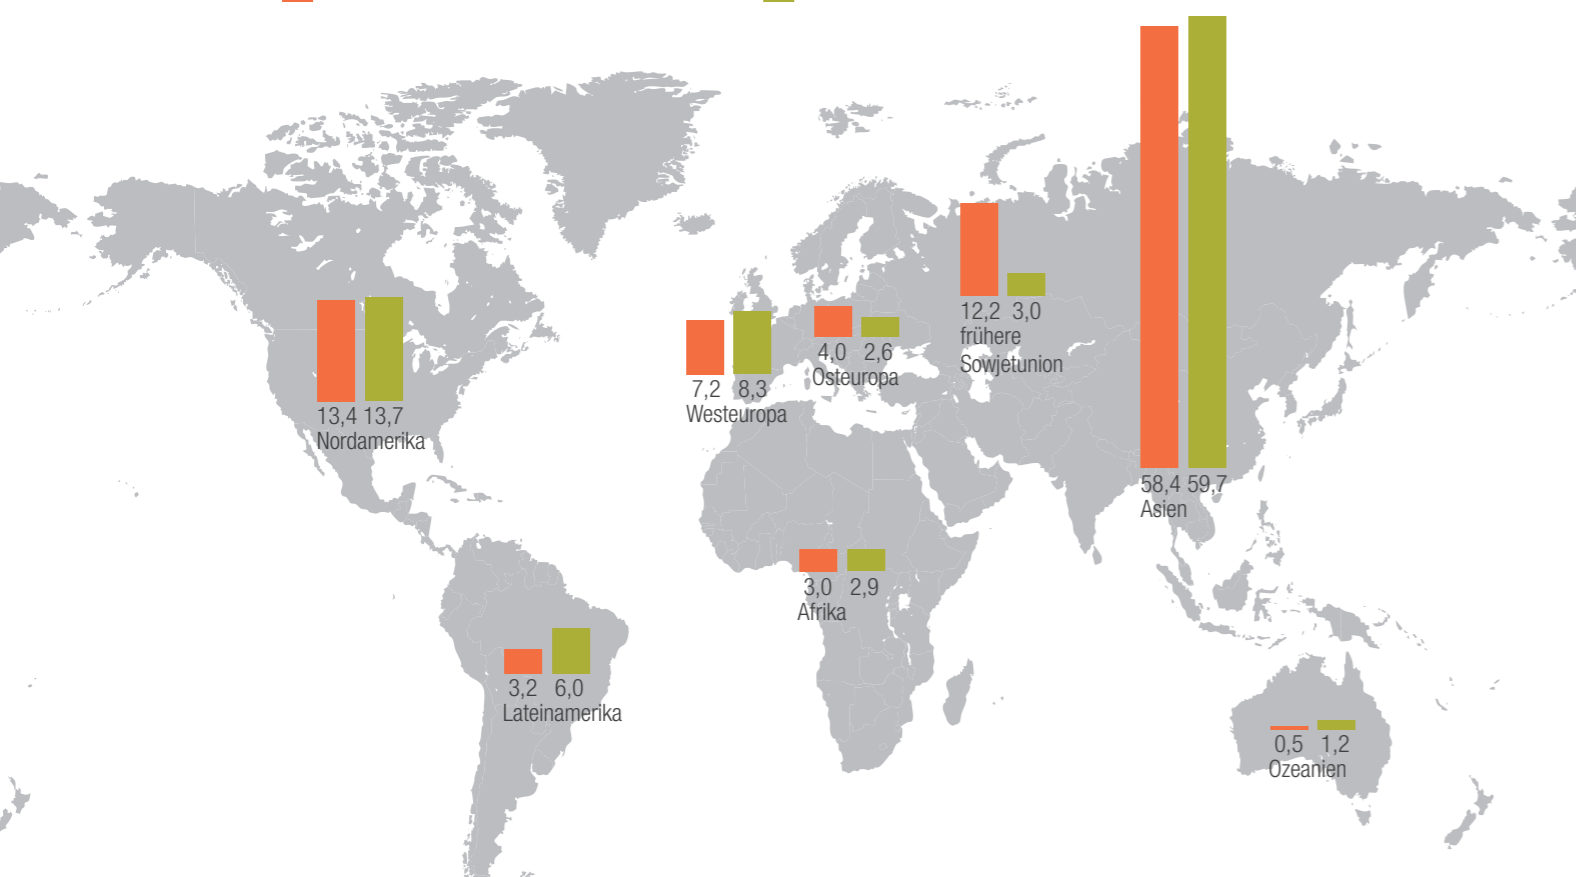 12,2 3,0
frühere
Sowjetunion
4,0 2,6
Osteuropa
7,2 8,3
Westeuropa
13,4 13,7
Nordamerika
58,4 59,7
Asien
3,0 2,9
Afrika
3,2 6,0
Lateinamerika
0,5 1,2
Ozeanien